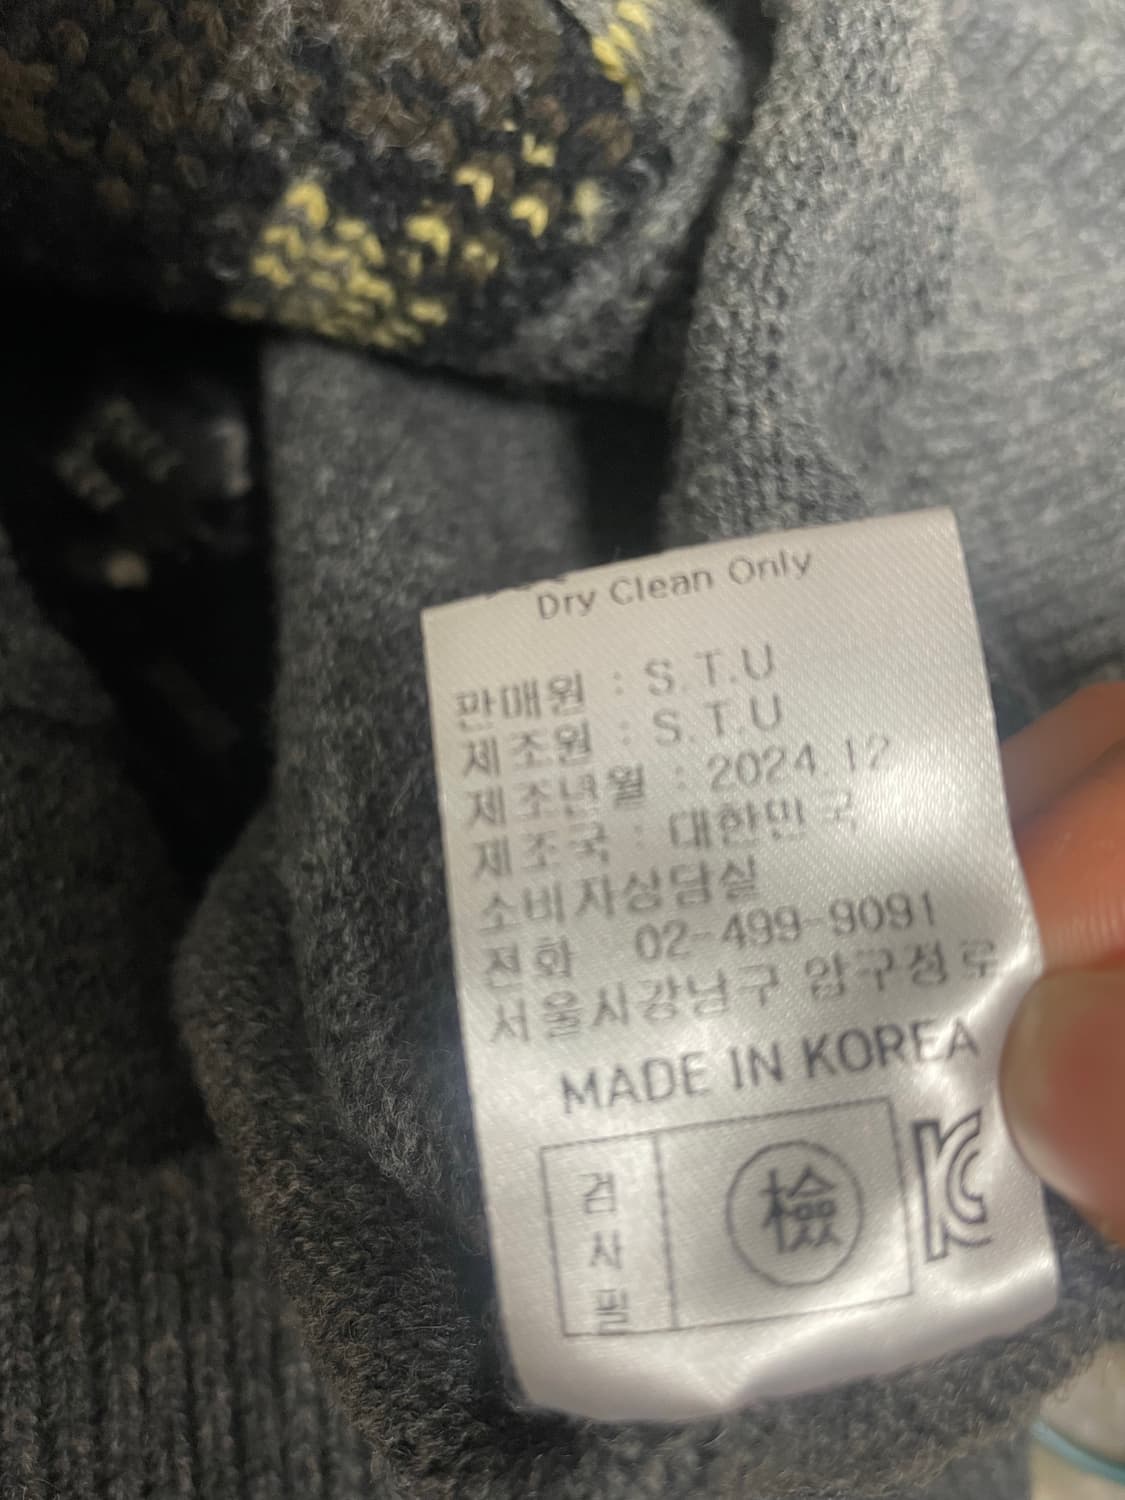 Dry Clean Only
판매원 : S.T.U
제조원 : S.T.U
제조년월 : 2024.12
제조국 : 대한민국
소비자상담실
전화 02-499-9091
서울시강남구 압구정로
MADE IN KOREA
검사필
檢
KC